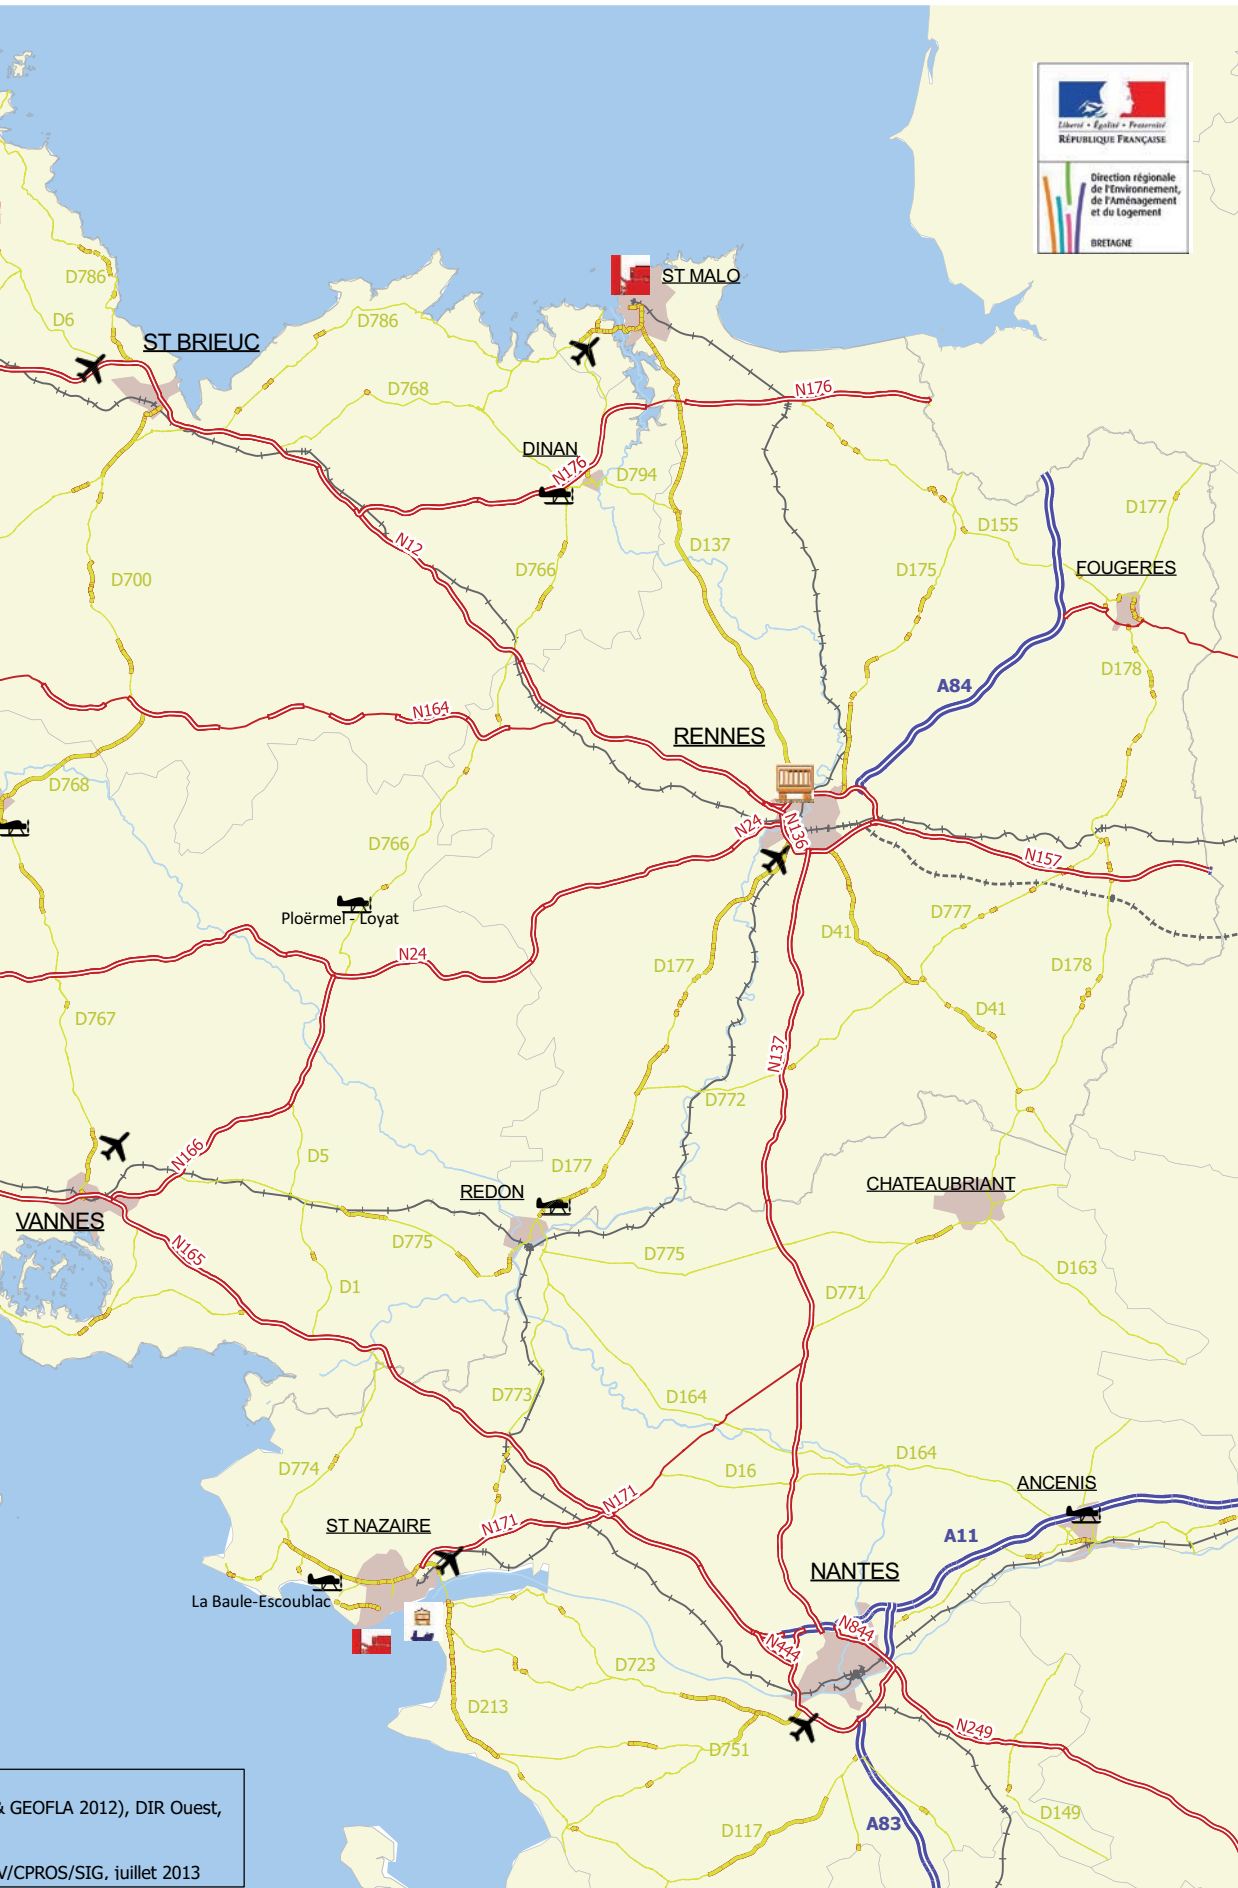 Liberté • Égalité • Fraternité
RÉPUBLIQUE FRANÇAISE
Direction régionale
de l'Environnement,
de l'Aménagement
et du Logement
BRETAGNE
D786
ST MALO
D6
D786
ST BRIEUC
D768
N176
DINAN
N176
D794
D177
D155
N12
D137
D766
D175
FOUGERES
D700
D178
A84
N164
RENNES
D768
N24
N136
D766
N157
Ploërmel - Loyat
D777
D41
N24
D177
D178
D767
D41
N137
D772
N166
D5
D177
REDON
CHATEAUBRIANT
VANNES
N165
D775
D775
D163
D1
D771
D773
D164
D774
D164
D16
ANCENIS
N171
ST NAZAIRE
N171
A11
NANTES
La Baule-Escoublac
N844
N444
D723
D213
N249
D751
& GEOFLA 2012), DIR Ouest,
D149
D117
A83
V/CPROS/SIG, juillet 2013